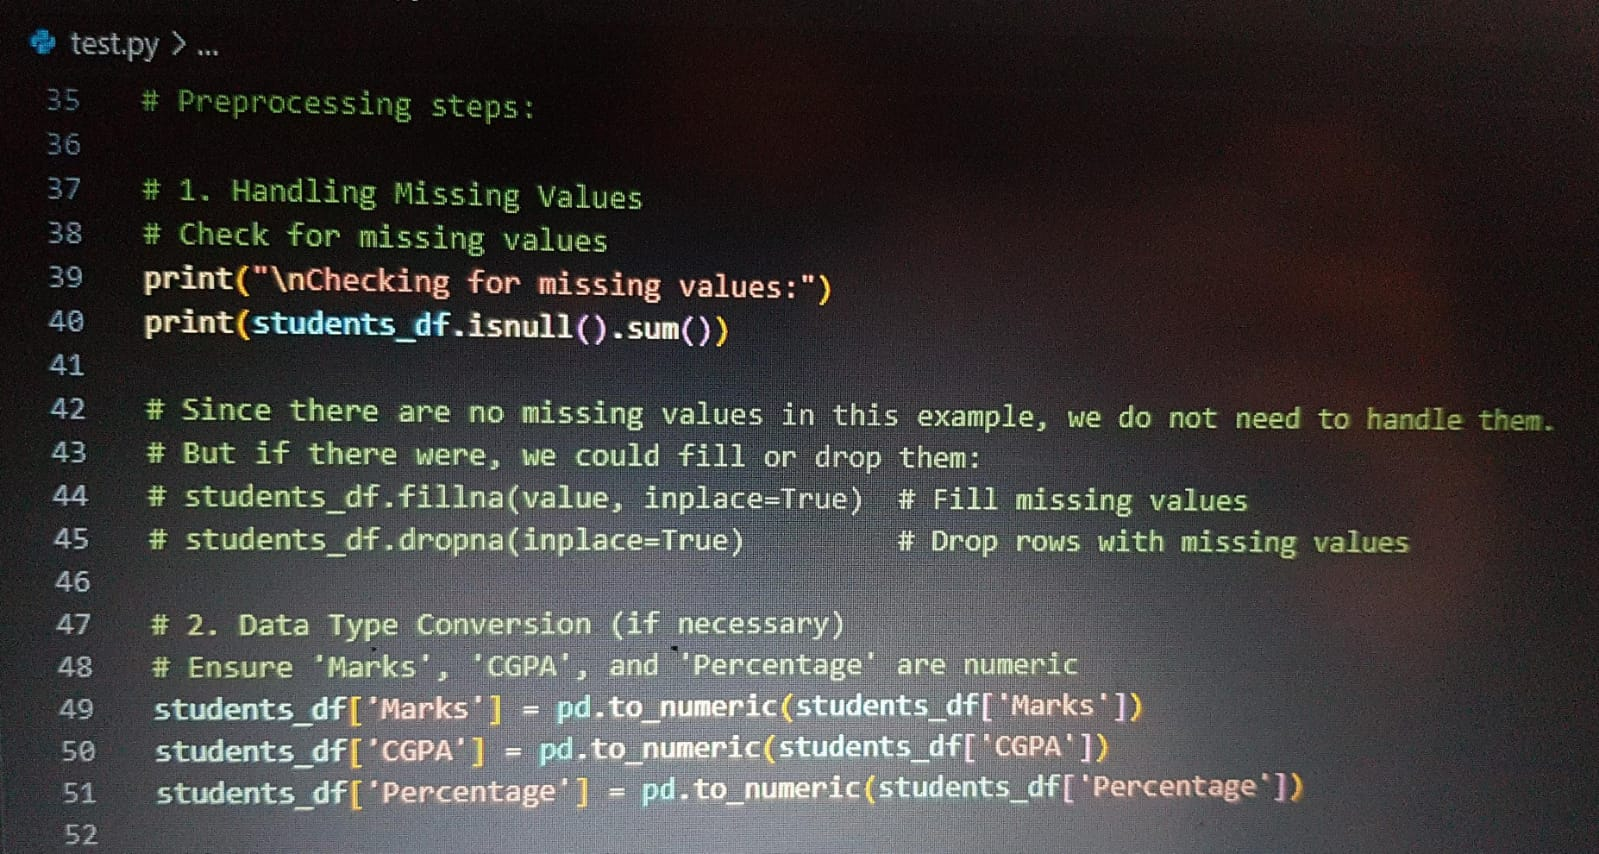 test.py > ...
35 # Preprocessing steps:
36
37 # 1. Handling Missing Values
38 # Check for missing values
39 print("\nChecking for missing values:")
40 print(students_df.isnull().sum())
41
42 # Since there are no missing values in this example, we do not need to handle them.
43 # But if there were, we could fill or drop them:
44 # students_df.fillna(value, inplace=True)  # Fill missing values
45 # students_df.dropna(inplace=True)         # Drop rows with missing values
46
47 # 2. Data Type Conversion (if necessary)
48 # Ensure 'Marks', 'CGPA', and 'Percentage' are numeric
49 students_df['Marks'] = pd.to_numeric(students_df['Marks'])
50 students_df['CGPA'] = pd.to_numeric(students_df['CGPA'])
51 students_df['Percentage'] = pd.to_numeric(students_df['Percentage'])
52